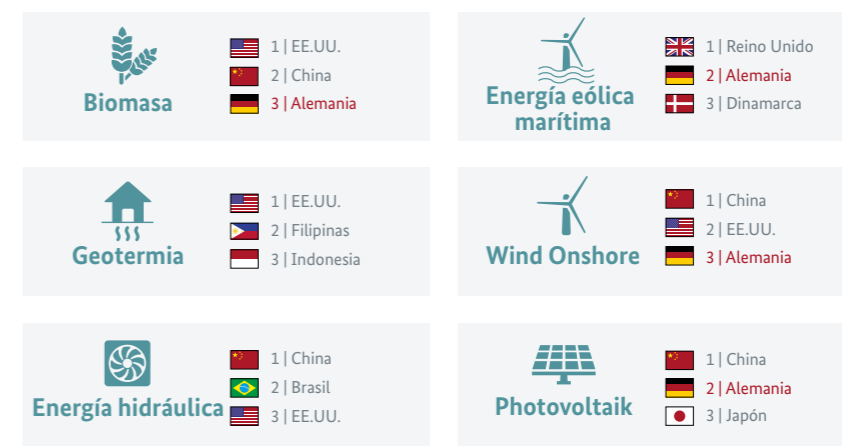 1 | EE.UU.
2 | China
Biomasa
3 | Alemania
1 | Reino Unido
2 | Alemania
3 | Dinamarca
Energía eólica
marítima
1 | EE.UU.
2 | Filipinas
3 | Indonesia
Geotermia
1 | China
2 | EE.UU.
3 | Alemania
Wind Onshore
1 | China
2 | Brasil
3 | EE.UU.
Energía hidráulica
1 | China
2 | Alemania
3 | Japón
Photovoltaik